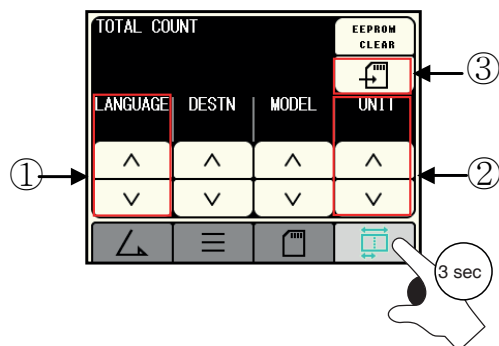 TOTAL COUNT
EEPROM
CLEAR
③
LANGUAGE DESTN MODEL UNIT
①
②
3 sec